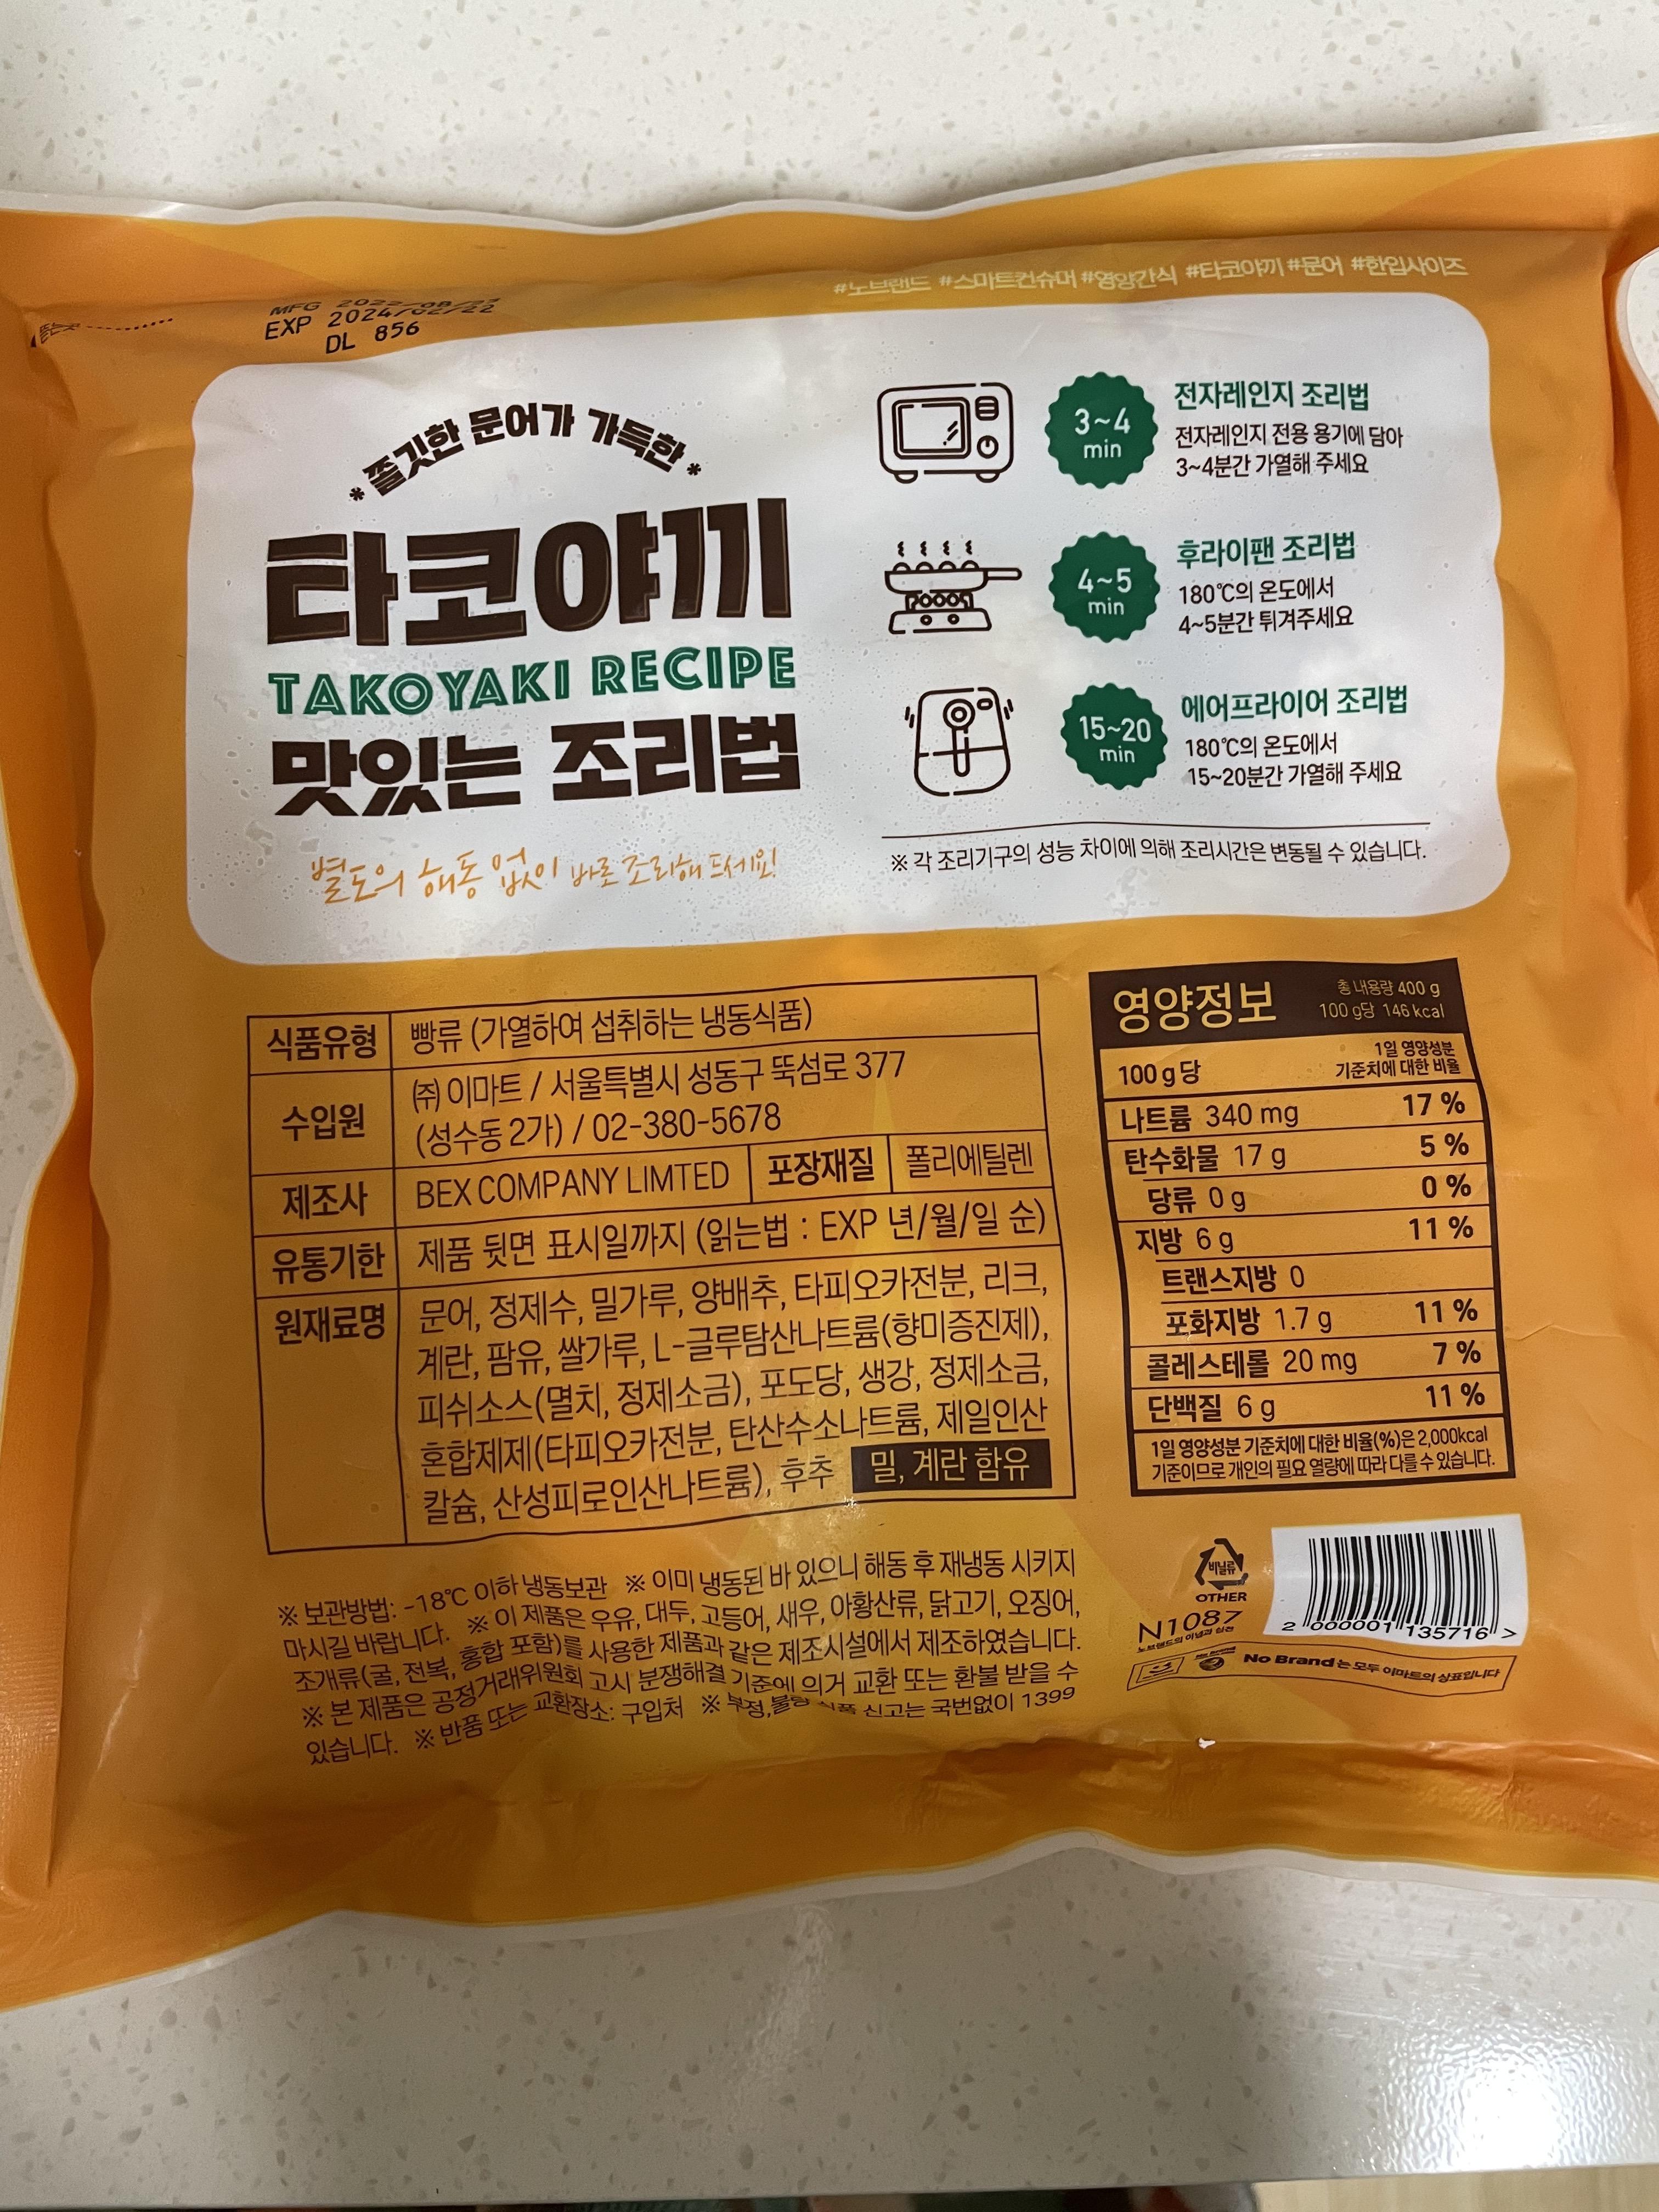 #노브랜드 #스마트컨슈머 #영양간식 #타코야끼 #문어 #한입사이즈
MFG 2022/08/23
EXP 2024/02/22
DL 856
*쫄깃한 문어가 가득한*
타코야끼
TAKOYAKI RECIPE
맛있는 조리법
별도의 해동 없이 바로 조리해 드세요!
3~4
min
전자레인지 조리법
전자레인지 전용 용기에 담아
3~4분간 가열해 주세요
4~5
min
후라이팬 조리법
180℃의 온도에서
4~5분간 튀겨주세요
15~20
min
에어프라이어 조리법
180℃의 온도에서
15~20분간 가열해 주세요
※ 각 조리기구의 성능 차이에 의해 조리시간은 변동될 수 있습니다.
식품유형 빵류 (가열하여 섭취하는 냉동식품)
수입원 ㈜ 이마트 / 서울특별시 성동구 뚝섬로 377
(성수동 2가) / 02-380-5678
제조사 BEX COMPANY LIMTED 포장재질 폴리에틸렌
유통기한 제품 뒷면 표시일까지 (읽는법 : EXP 년/월/일 순)
원재료명 문어, 정제수, 밀가루, 양배추, 타피오카전분, 리크,
계란, 팜유, 쌀가루, L-글루탐산나트륨(향미증진제),
피쉬소스(멸치, 정제소금), 포도당, 생강, 정제소금,
혼합제제(타피오카전분, 탄산수소나트륨, 제일인산
칼슘, 산성피로인산나트륨), 후추 밀, 계란 함유
※ 보관방법: -18℃ 이하 냉동보관 ※ 이미 냉동된 바 있으니 해동 후 재냉동 시키지
마시길 바랍니다. ※ 이 제품은 우유, 대두, 고등어, 새우, 아황산류, 닭고기, 오징어,
조개류(굴, 전복, 홍합 포함)를 사용한 제품과 같은 제조시설에서 제조하였습니다.
※ 본 제품은 공정거래위원회 고시 분쟁해결 기준에 의거 교환 또는 환불 받을 수
있습니다. ※ 반품 또는 교환장소: 구입처 ※ 부정,불량 식품 신고는 국번없이 1399
영양정보 총 내용량 400 g
100 g당 146 kcal
100 g당 1일 영양성분
기준치에 대한 비율
나트륨 340 mg 17 %
탄수화물 17 g 5 %
당류 0 g 0 %
지방 6 g 11 %
트랜스지방 0
포화지방 1.7 g 11 %
콜레스테롤 20 mg 7 %
단백질 6 g 11 %
1일 영양성분 기준치에 대한 비율(%)은 2,000kcal
기준이므로 개인의 필요 열량에 따라 다를 수 있습니다.
비닐류
OTHER
N1087
2 000001 135716 >
No Brand는 모두 이마트의 상표입니다